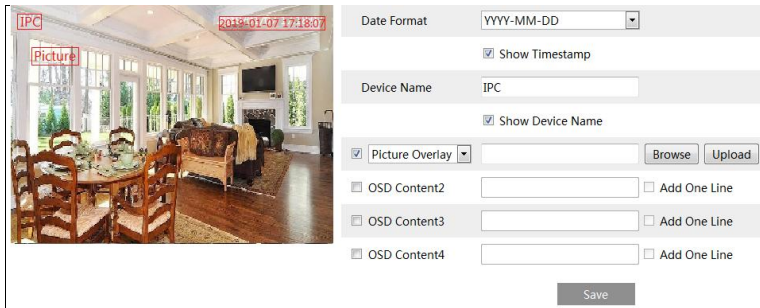 IPC
2019-01-07 17:18:07
Picture
Date Format YYYY-MM-DD
Show Timestamp
Device Name IPC
Show Device Name
Picture Overlay Browse Upload
OSD Content2 Add One Line
OSD Content3 Add One Line
OSD Content4 Add One Line
Save